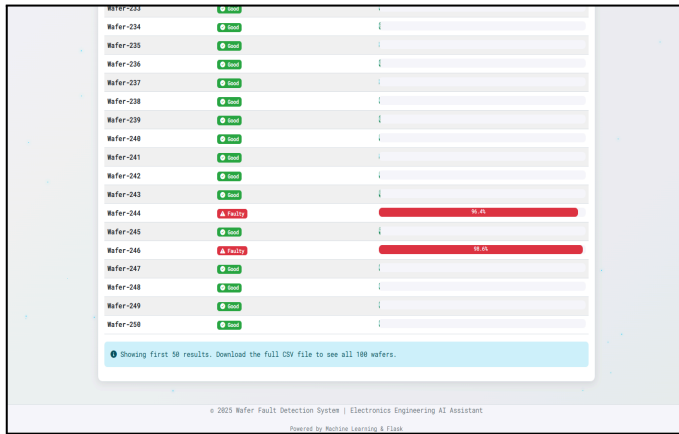 Wafer-233 Good
Wafer-234 Good
Wafer-235 Good
Wafer-236 Good
Wafer-237 Good
Wafer-238 Good
Wafer-239 Good
Wafer-240 Good
Wafer-241 Good
Wafer-242 Good
Wafer-243 Good
Wafer-244 Faulty 96.4%
Wafer-245 Good
Wafer-246 Faulty 98.6%
Wafer-247 Good
Wafer-248 Good
Wafer-249 Good
Wafer-250 Good
Showing first 50 results. Download the full CSV file to see all 100 wafers.
© 2025 Wafer Fault Detection System | Electronics Engineering AI Assistant
Powered by Machine Learning & Flask